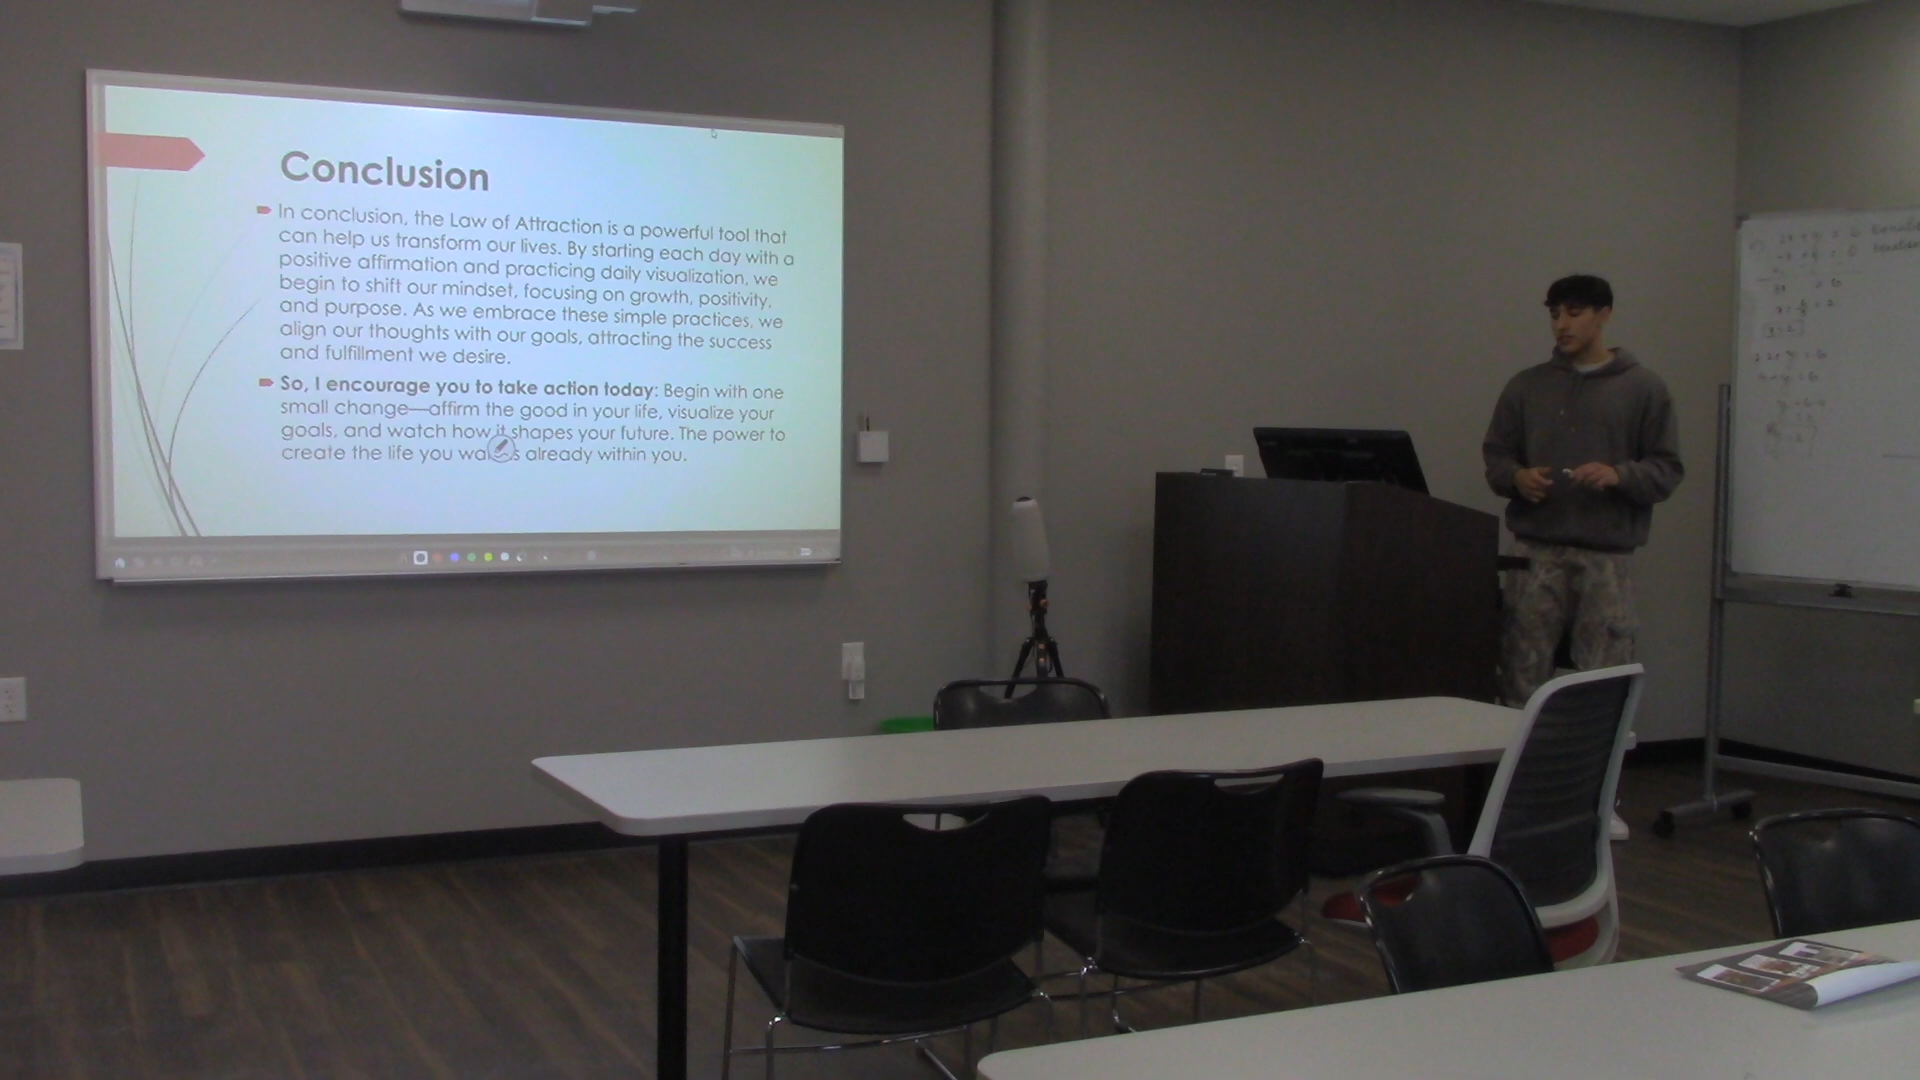 Conclusion
In conclusion, the Law of Attraction is a powerful tool that
can help us transform our lives. By starting each day with a
positive affirmation and practicing daily visualization, we
begin to shift our mindset, focusing on growth, positivity,
and purpose. As we embrace these simple practices, we
align our thoughts with our goals, attracting the success
and fulfillment we desire.
So, I encourage you to take action today: Begin with one
small change—affirm the good in your life, visualize your
goals, and watch how it shapes your future. The power to
create the life you already within you.